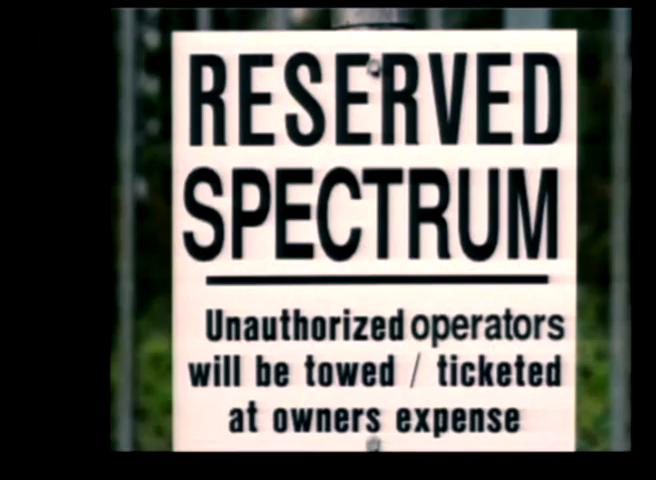 RESERVED
SPECTRUM
Unauthorized operators
will be towed / ticketed
at owners expense